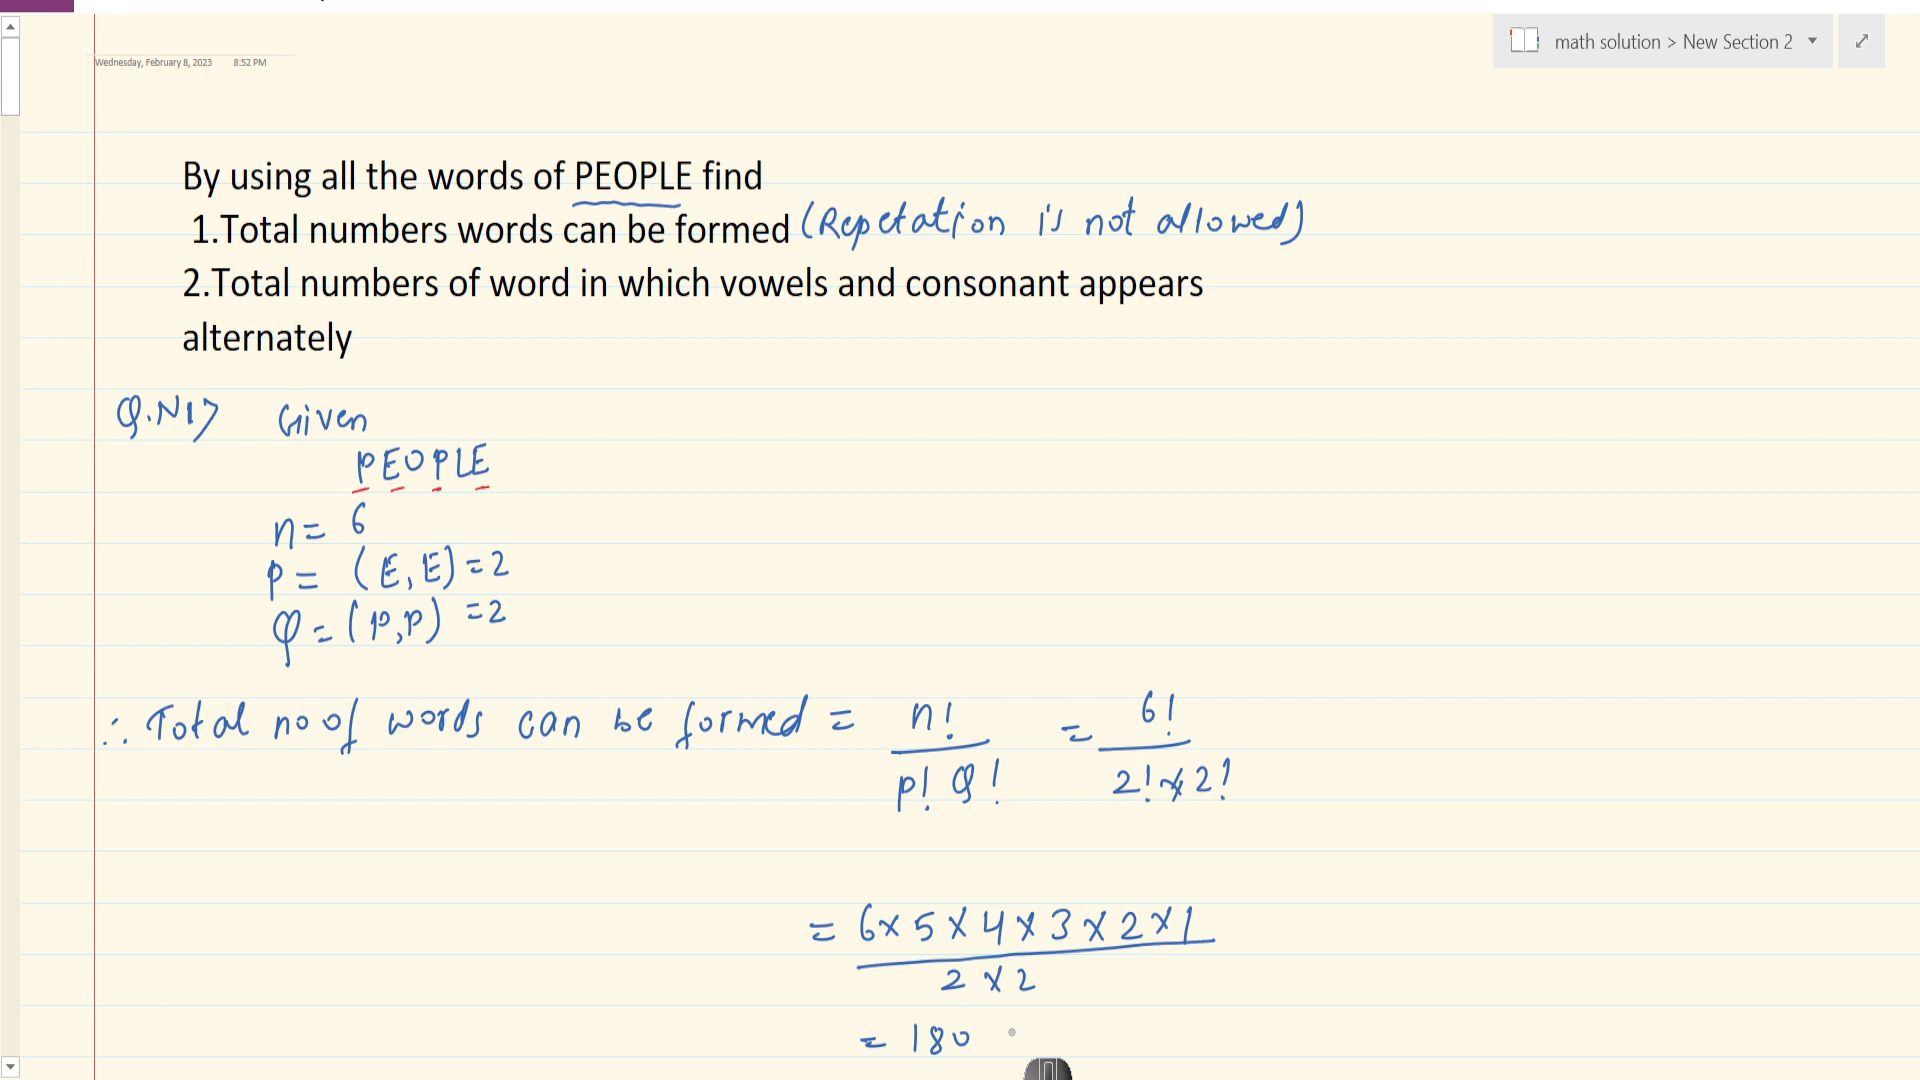 math solution > New Section 2
Wednesday, February 8, 2023 8:52 PM
By using all the words of PEOPLE find
1.Total numbers words can be formed (Repetation is not allowed)
2.Total numbers of word in which vowels and consonant appears
alternately
Q.N1> Given
PEOPLE
n = 6
P = (E,E) = 2
Q = (P,P) = 2
∴ Total no of words can be formed = n! / P! Q! = 6! / 2! × 2!
= 6 × 5 × 4 × 3 × 2 × 1 / 2 × 2
= 180